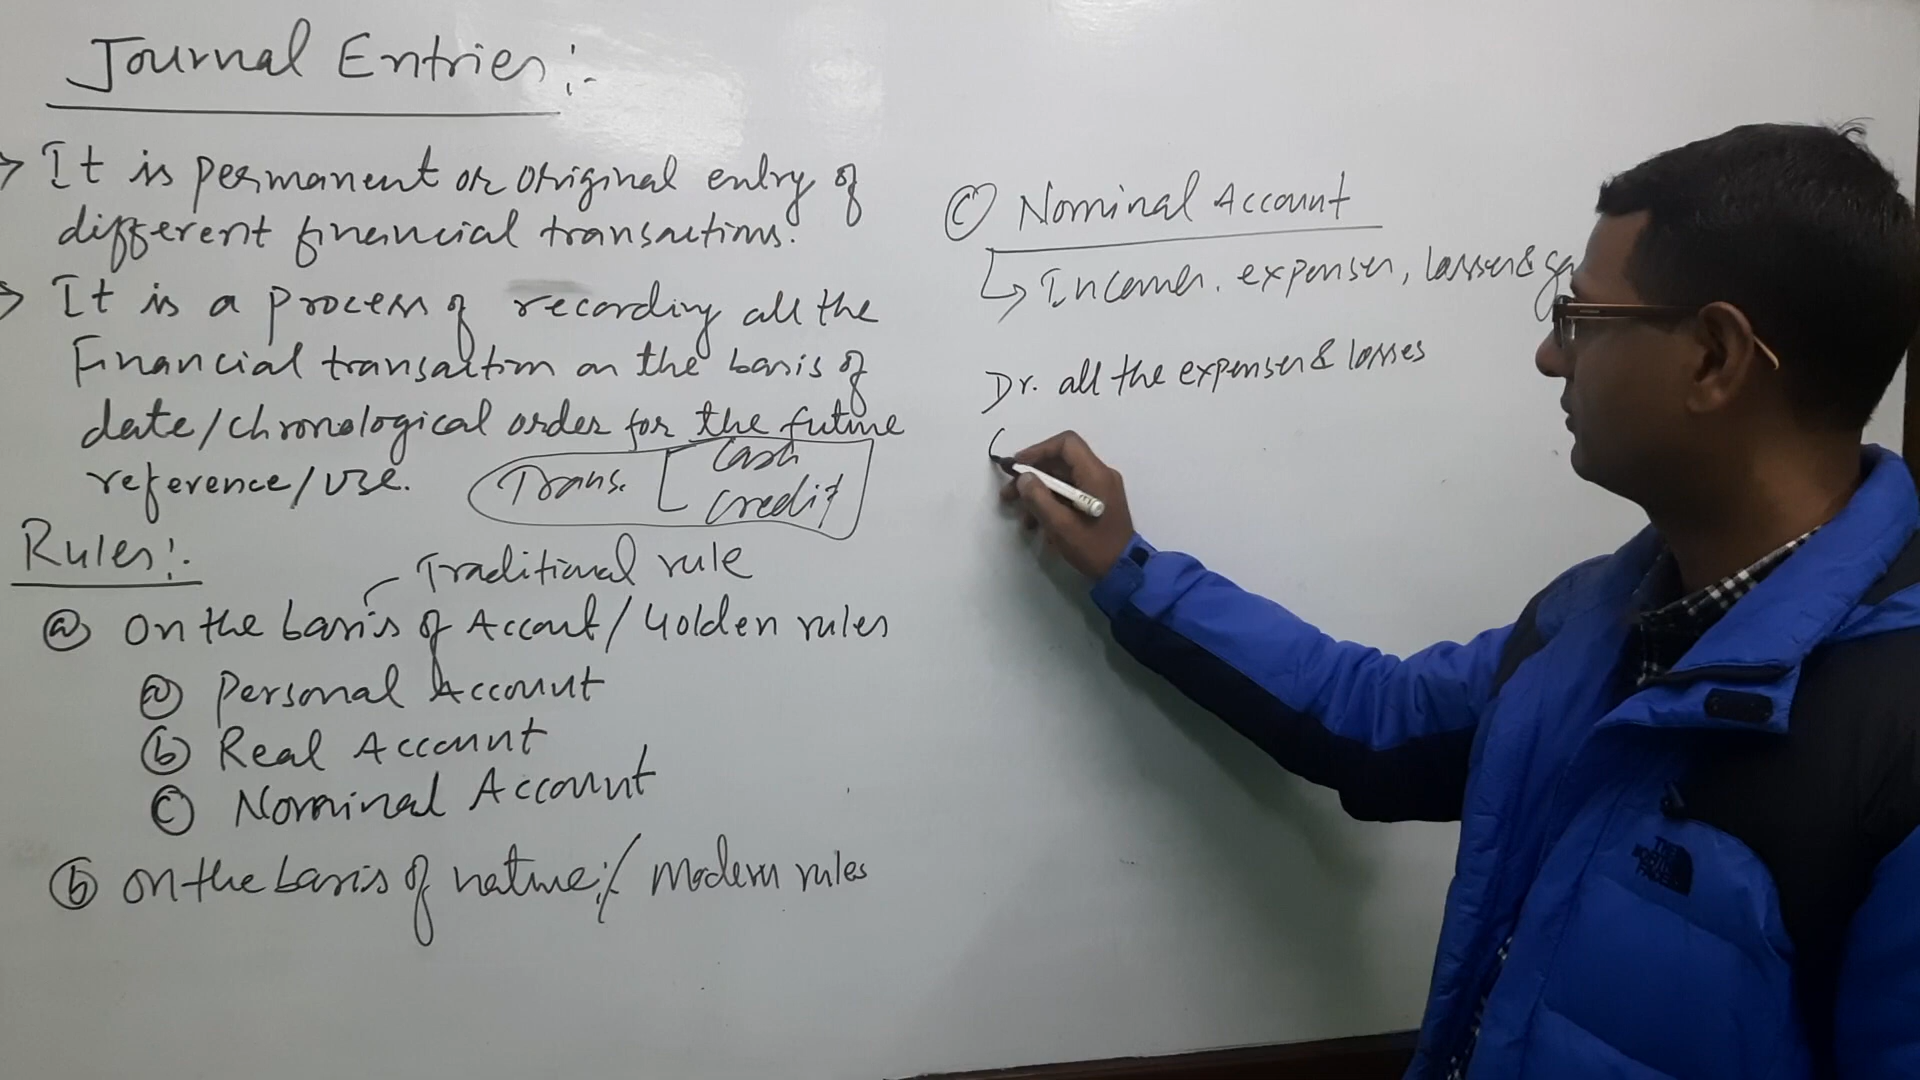 Journal Entries:-
→ It is permanent or original entry of
different financial transactions.
→ It is a process of recording all the
Financial transaction on the basis of
date/chronological order for the future
reference/use.
Trans. Cash
Credit
Rules:-
Traditional rule
(a) on the basis of Account/Golden rules
(a) Personal Account
(b) Real Account
(c) Nominal Account
(b) on the basis of nature:/ modern rules
(c) Nominal Account
↳ Incomes, expenses, losses &
Dr. all the expenses & losses
C
THE
NORTH
FACE